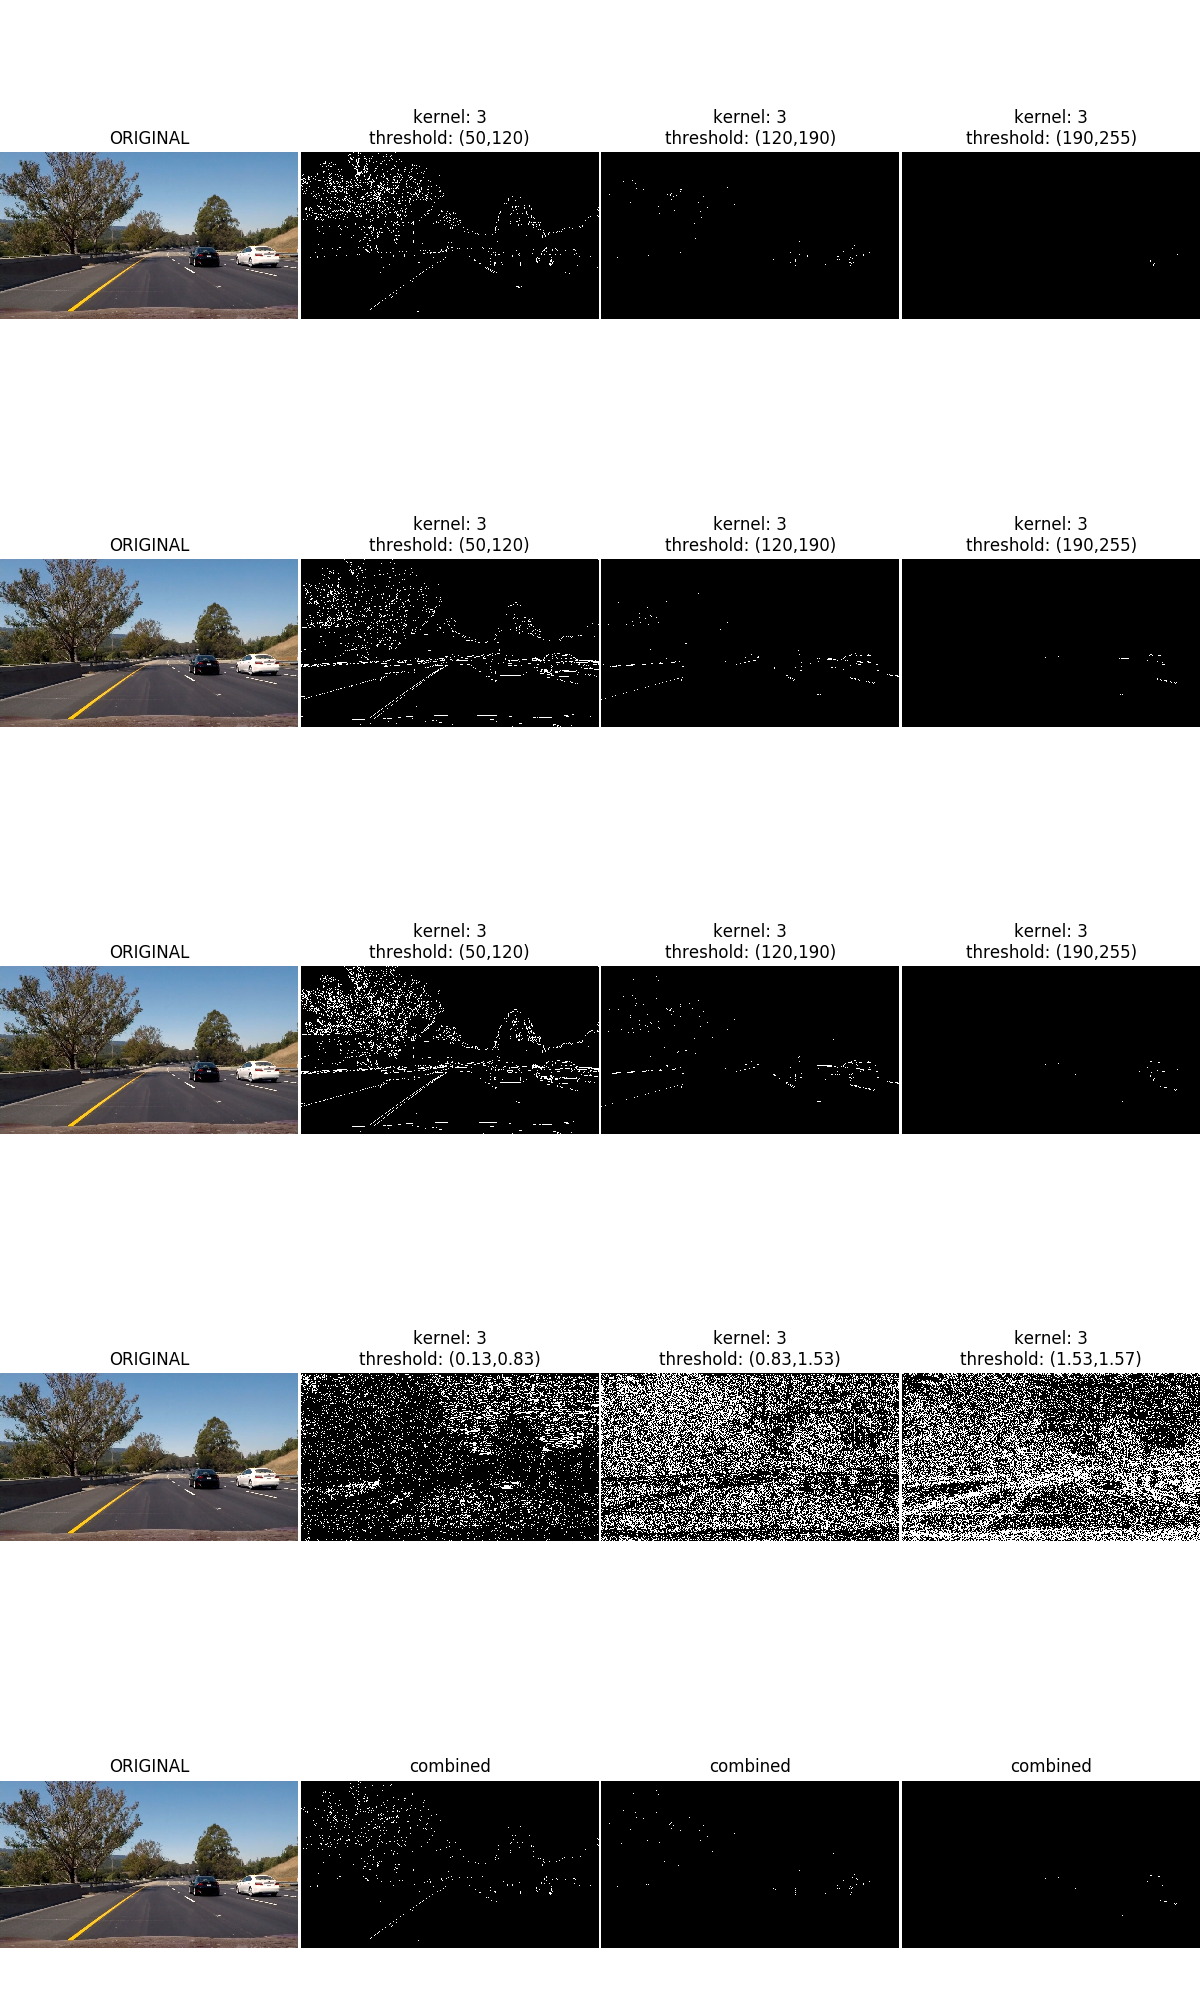 ORIGINAL
kernel: 3
threshold: (50,120)
kernel: 3
threshold: (120,190)
kernel: 3
threshold: (190,255)
ORIGINAL
kernel: 3
threshold: (50,120)
kernel: 3
threshold: (120,190)
kernel: 3
threshold: (190,255)
ORIGINAL
kernel: 3
threshold: (50,120)
kernel: 3
threshold: (120,190)
kernel: 3
threshold: (190,255)
ORIGINAL
kernel: 3
threshold: (0.13,0.83)
kernel: 3
threshold: (0.83,1.53)
kernel: 3
threshold: (1.53,1.57)
ORIGINAL
combined
combined
combined